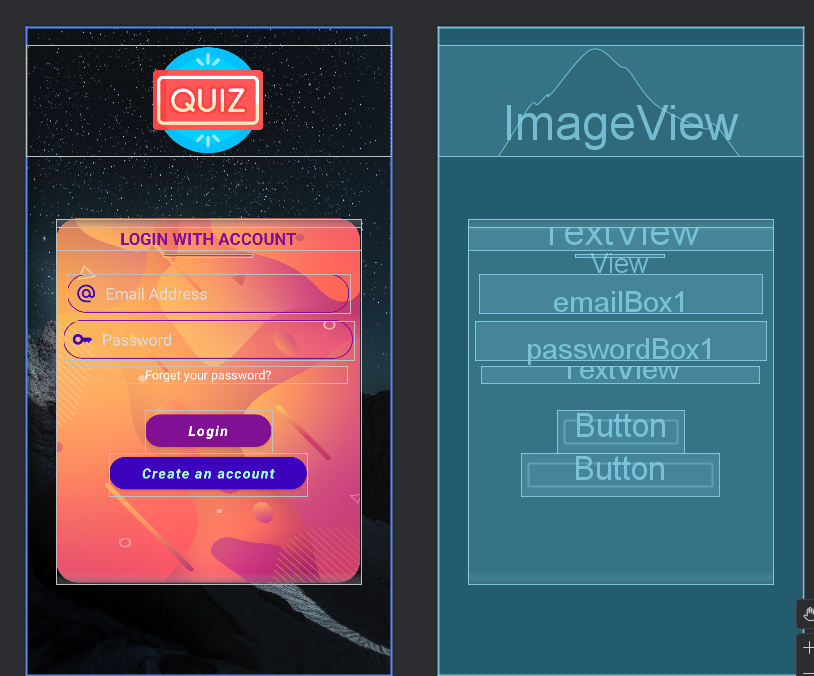 QUIZ
LOGIN WITH ACCOUNT
Email Address
Password
Forget your password?
Login
Create an account
ImageView
TextView
View
emailBox1
passwordBox1
TextView
Button
Button